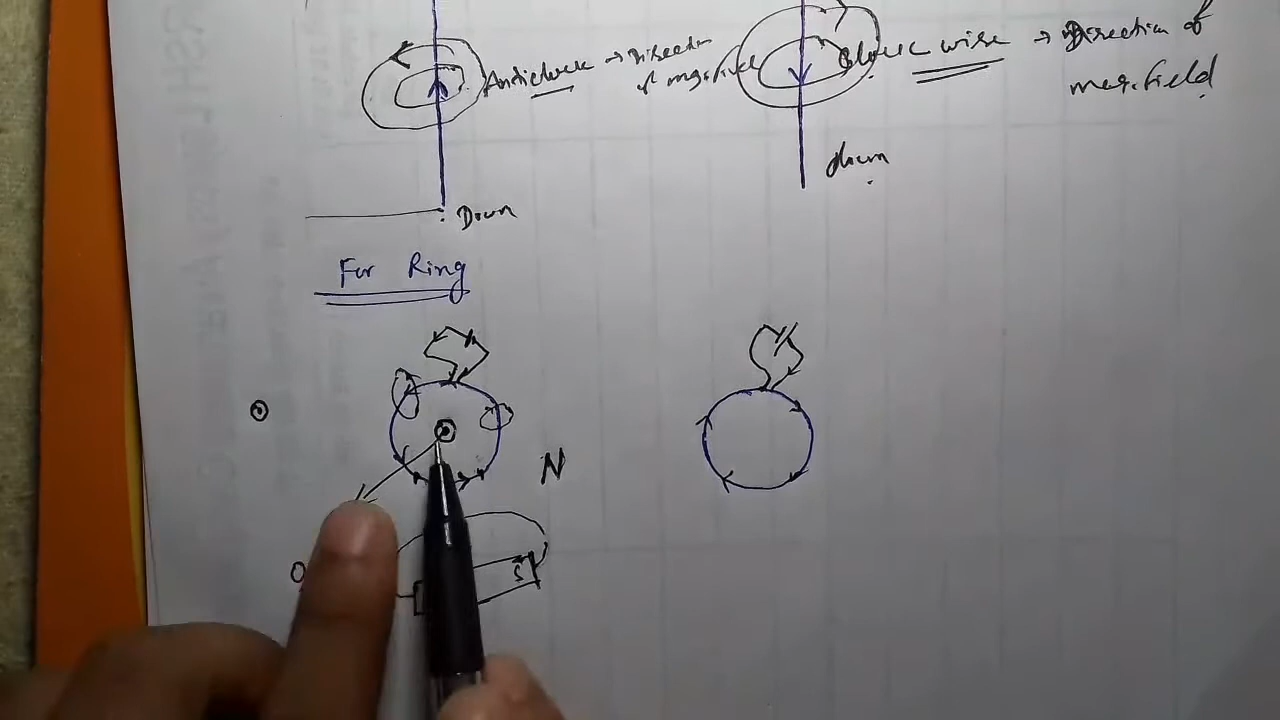 Anticlock → Direction
of mag.field
Clock wise → Direction of
mag.field
down
Down
For Ring
N
S